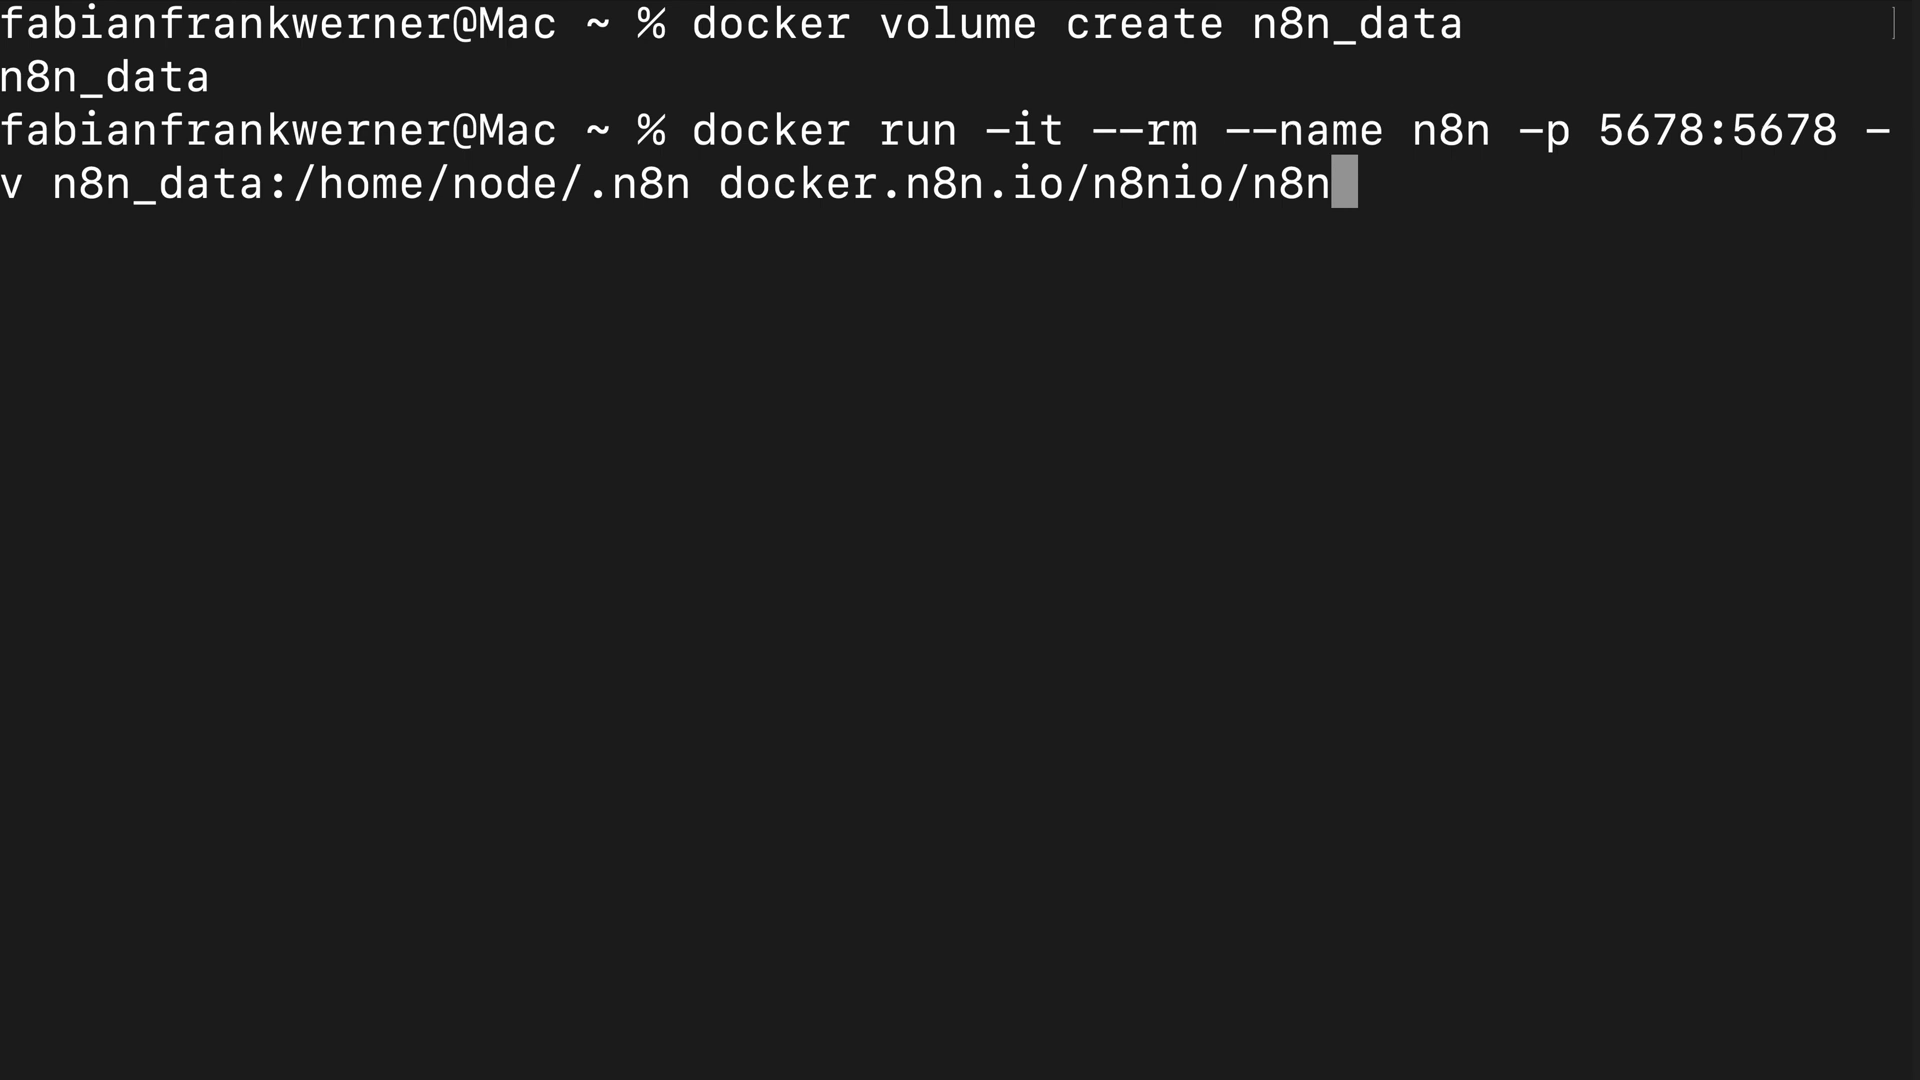 fabianfrankwerner@Mac ~ % docker volume create n8n_data
n8n_data
fabianfrankwerner@Mac ~ % docker run -it --rm --name n8n -p 5678:5678 -
v n8n_data:/home/node/.n8n docker.n8n.io/n8nio/n8n